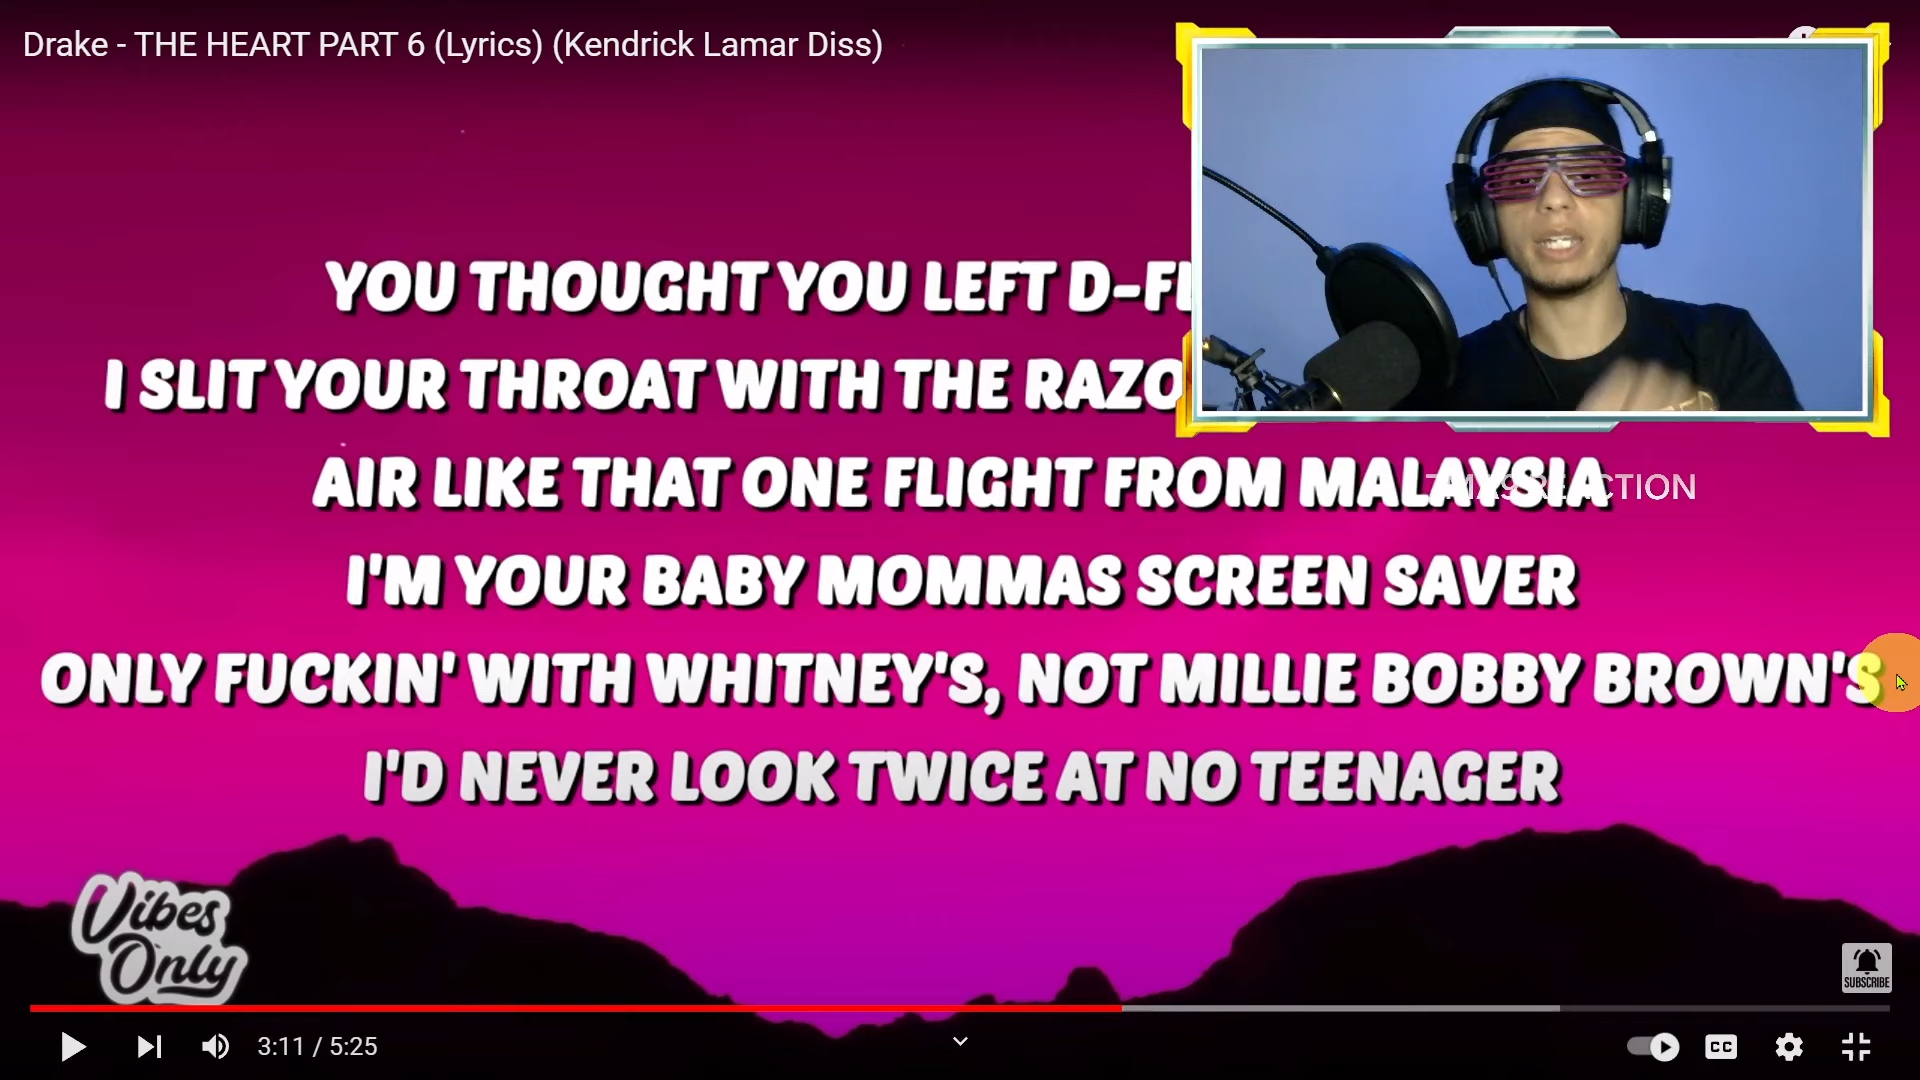 Drake - THE HEART PART 6 (Lyrics) (Kendrick Lamar Diss)
YOU THOUGHT YOU LEFT
I SLIT YOUR THROAT WITH THE
AIR LIKE THAT ONE FLIGHT FROM MALAYSIA
REACTION
I'M YOUR BABY MOMMAS SCREEN SAVER
ONLY FUCKIN' WITH WHITNEY'S, NOT MILLIE BOBBY BROWN'S
I'D NEVER LOOK TWICE AT NO TEENAGER
Vibes
Only
SUBSCRIBE
3:11 / 5:25
CC